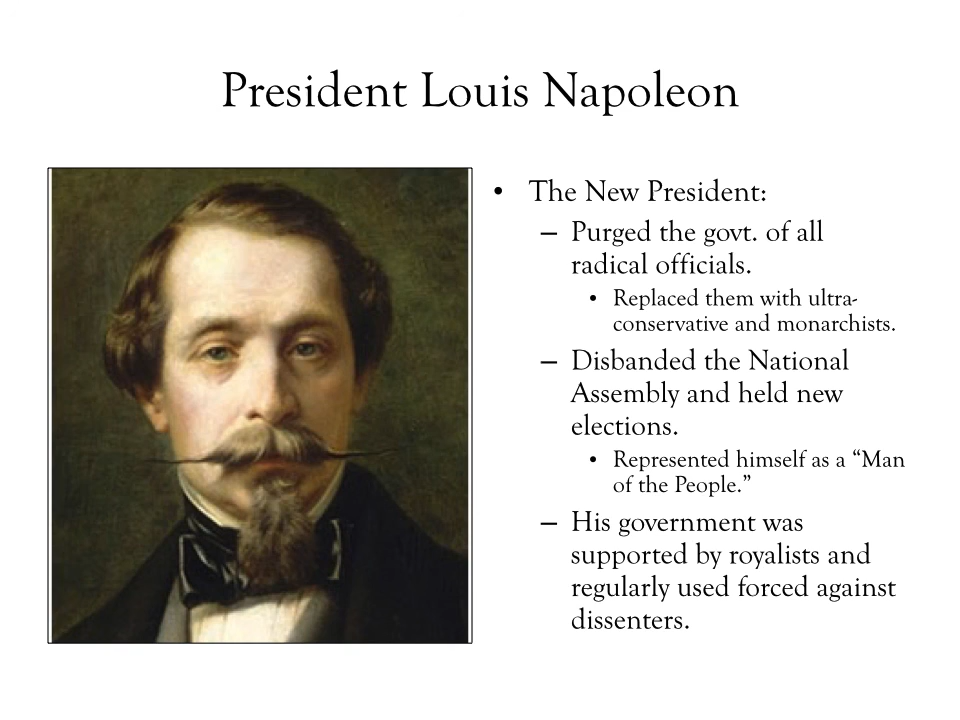 President Louis Napoleon
• The New President:
– Purged the govt. of all
radical officials.
• Replaced them with ultra-
conservative and monarchists.
– Disbanded the National
Assembly and held new
elections.
• Represented himself as a “Man
of the People.”
– His government was
supported by royalists and
regularly used forced against
dissenters.